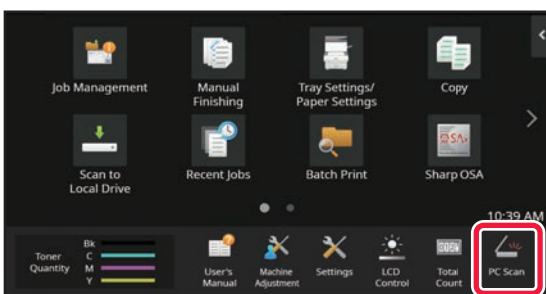 Job Management
Manual
Finishing
Tray Settings/
Paper Settings
Copy
Scan to
Local Drive
Recent Jobs
Batch Print
Sharp OSA
10:39 AM
Toner
Quantity
Bk
C
M
Y
User's
Manual
Machine
Adjustment
Settings
LCD
Control
Total
Count
PC Scan